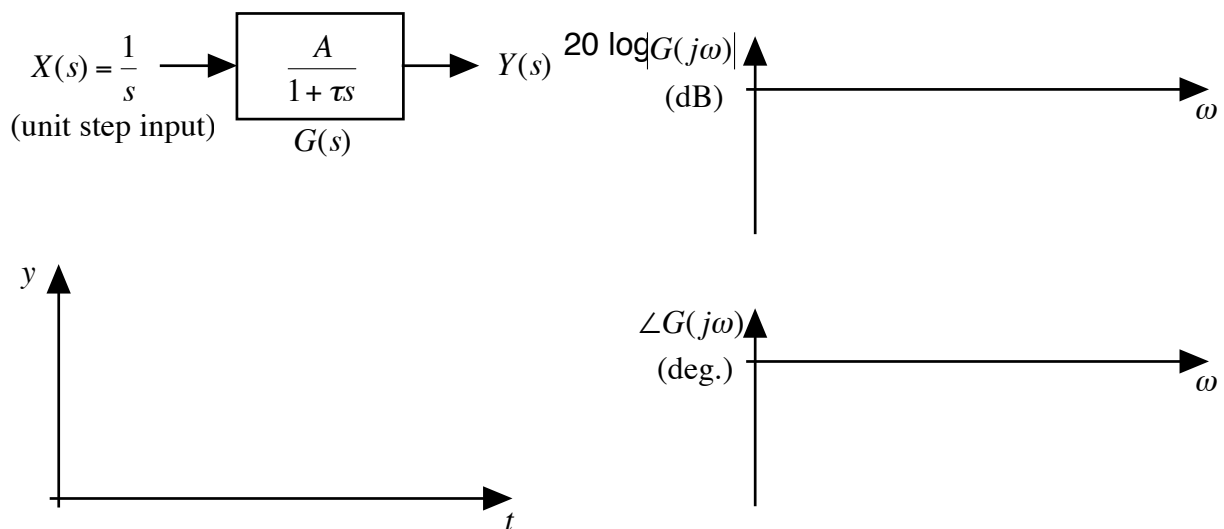 X(s) = 1/s
(unit step input)
A
1 + τs
G(s)
Y(s)
20 log|G(jω)|
(dB)
ω
y
t
∠G(jω)
(deg.)
ω